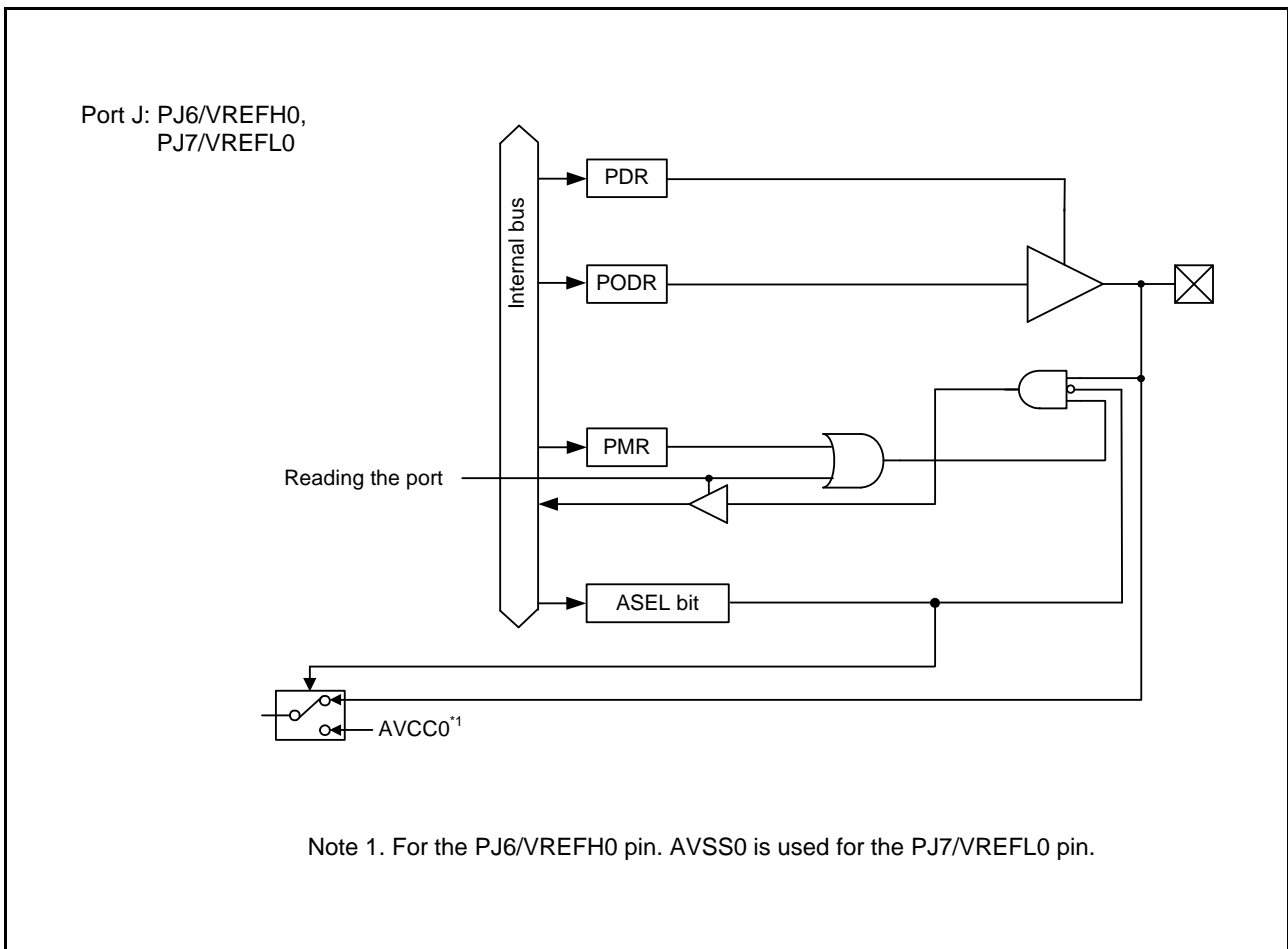 Port J: PJ6/VREFH0,
PJ7/VREFL0
Internal bus
PDR
PODR
PMR
Reading the port
ASEL bit
AVCC0*1
Note 1. For the PJ6/VREFH0 pin. AVSS0 is used for the PJ7/VREFL0 pin.